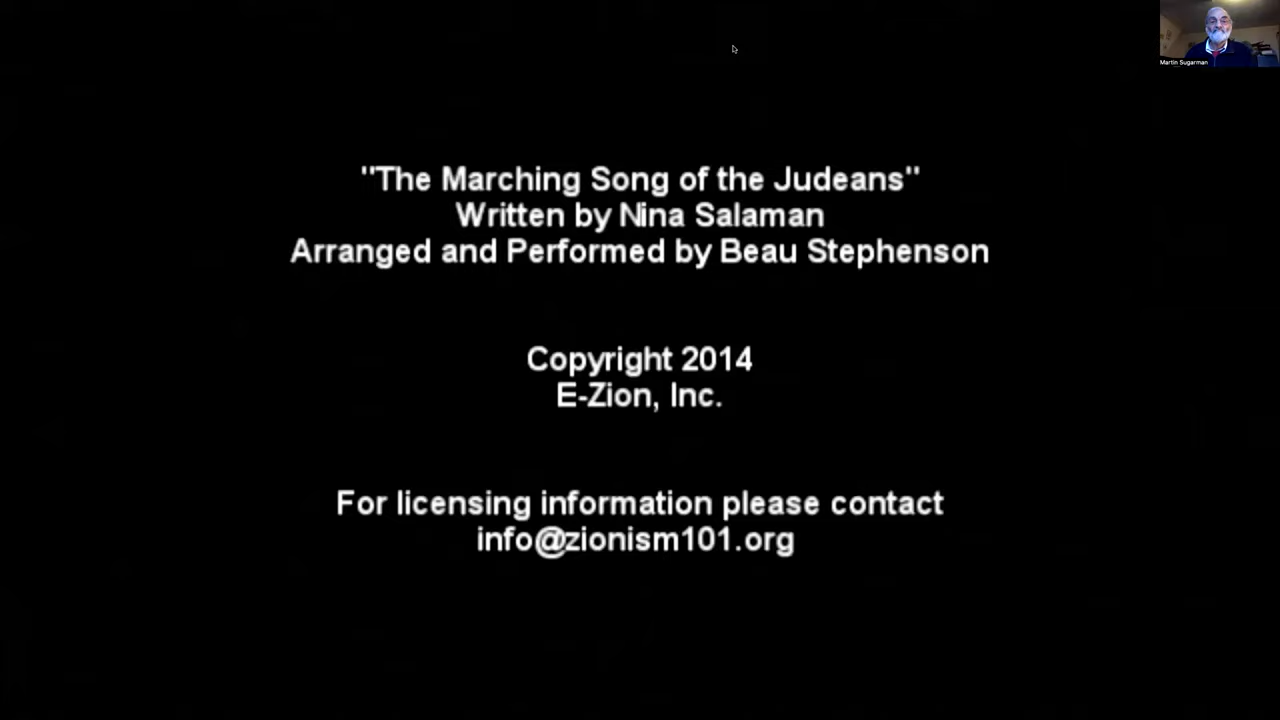 Martin Sugarman
"The Marching Song of the Judeans"
Written by Nina Salaman
Arranged and Performed by Beau Stephenson
Copyright 2014
E-Zion, Inc.
For licensing information please contact
info@zionism101.org